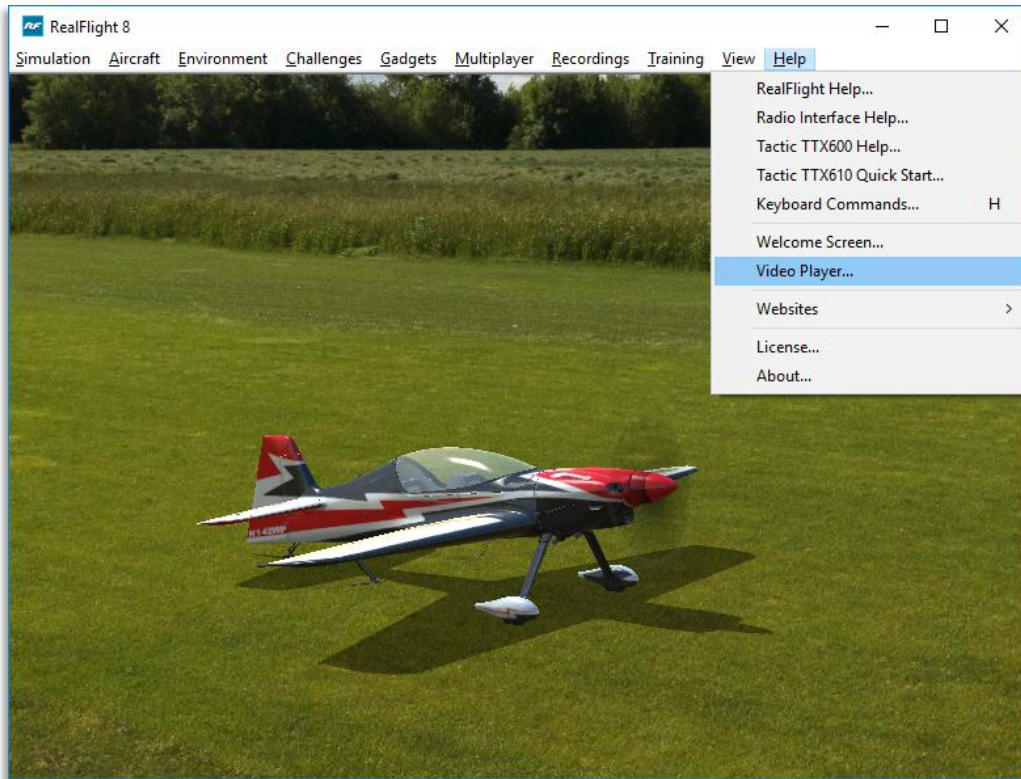 RF RealFlight 8
Simulation Aircraft Environment Challenges Gadgets Multiplayer Recordings Training View Help
RealFlight Help...
Radio Interface Help...
Tactic TTX600 Help...
Tactic TTX610 Quick Start...
Keyboard Commands... H
Welcome Screen...
Video Player...
Websites
License...
About...
N142WP